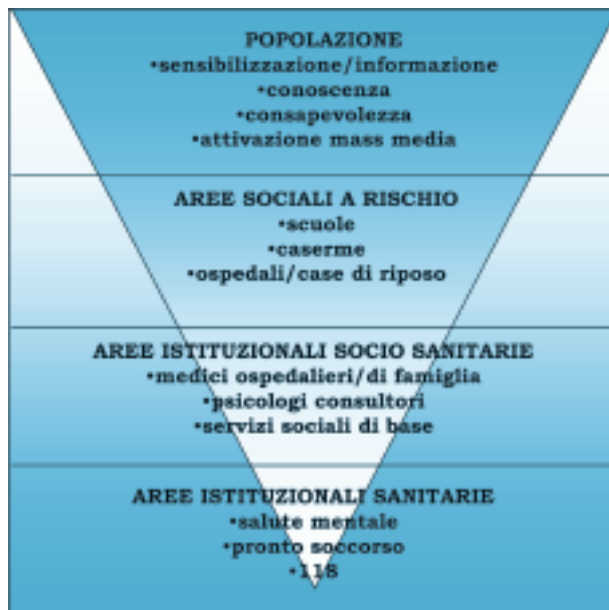 POPOLAZIONE
•sensibilizzazione/informazione
•conoscenza
•consapevolezza
•attivazione mass media
AREE SOCIALI A RISCHIO
•scuole
•caserme
•ospedali/case di riposo
AREE ISTITUZIONALI SOCIO SANITARIE
•medici ospedalieri/di famiglia
•psicologi consultori
•servizi sociali di base
AREE ISTITUZIONALI SANITARIE
•salute mentale
•pronto soccorso
•118